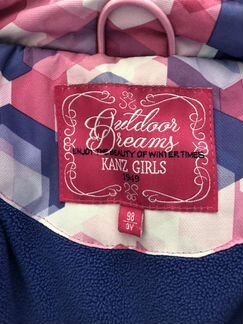 Outdoor
Dreams
ENJOY THE BEAUTY OF WINTER TIMES
KANZ GIRLS
1949
98
3Y